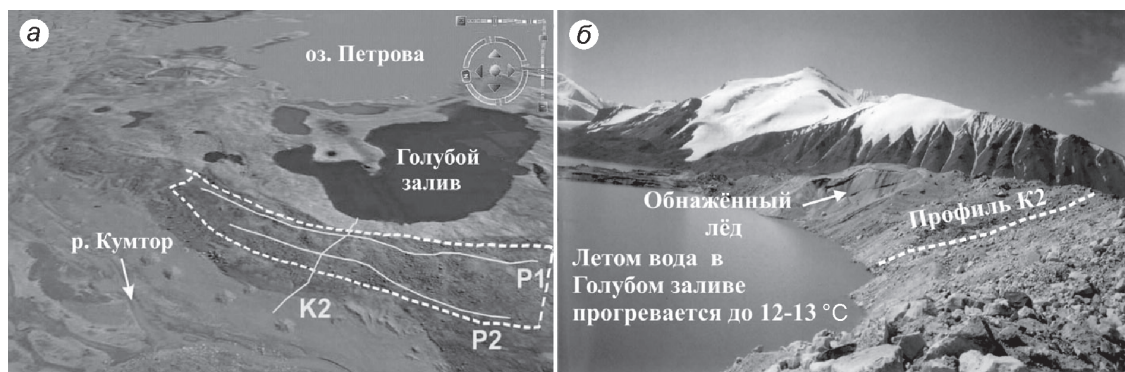 а
оз. Петрова
Голубой
залив
р. Кумтор
P1
K2
P2
б
Обнажённый
лёд
Профиль К2
Летом вода в
Голубом заливе
прогревается до 12-13 °C